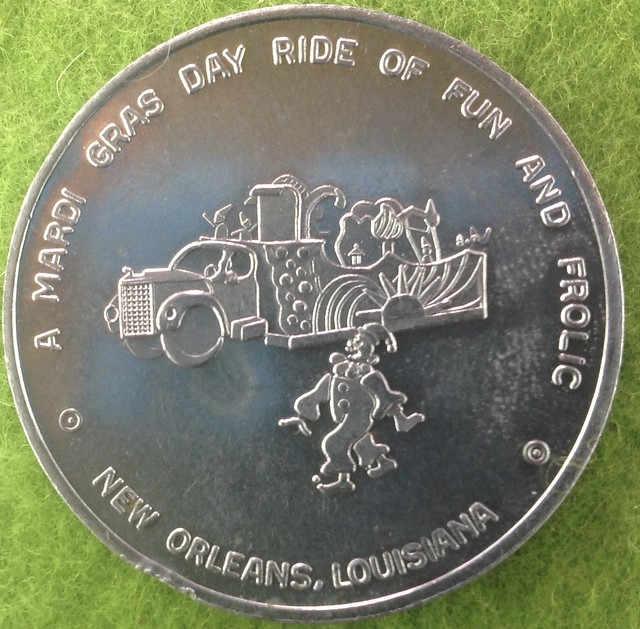 A MARDI GRAS DAY RIDE OF FUN AND FROLIC
NEW ORLEANS, LOUISIANA